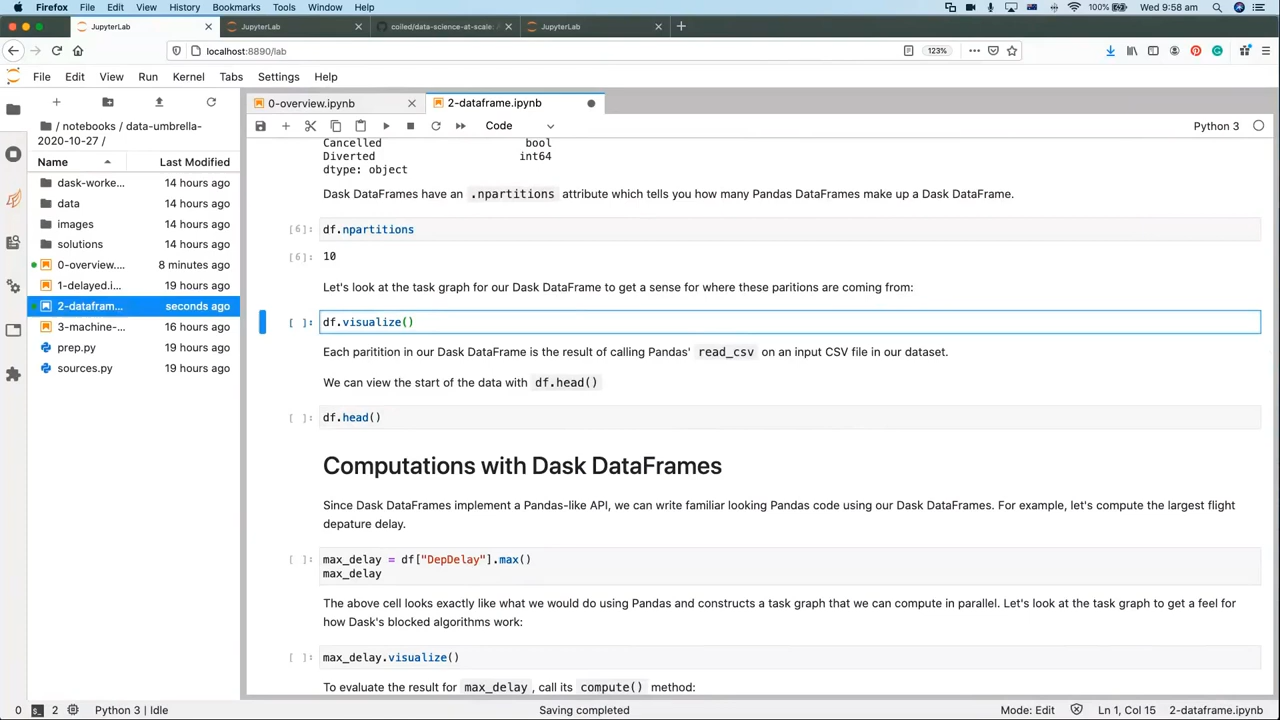 Firefox File Edit View History Bookmarks Tools Window Help 100% Wed 9:58 am
JupyterLab JupyterLab coiled/data-science-at-scale: JupyterLab
localhost:8890/lab 123%
File Edit View Run Kernel Tabs Settings Help
0-overview.ipynb 2-dataframe.ipynb
/ notebooks / data-umbrella-
2020-10-27 /
Code Python 3
Name Last Modified
dask-worke... 14 hours ago
data 14 hours ago
images 14 hours ago
solutions 14 hours ago
0-overview.... 8 minutes ago
1-delayed.i... 19 hours ago
2-datafram... seconds ago
3-machine-... 16 hours ago
prep.py 19 hours ago
sources.py 19 hours ago
Cancelled bool
Diverted int64
dtype: object
Dask DataFrames have an .npartitions attribute which tells you how many Pandas DataFrames make up a Dask DataFrame.
[6]: df.npartitions
[6]: 10
Let's look at the task graph for our Dask DataFrame to get a sense for where these paritions are coming from:
[ ]: df.visualize()
Each parition in our Dask DataFrame is the result of calling Pandas' read_csv on an input CSV file in our dataset.
We can view the start of the data with df.head()
[ ]: df.head()
Computations with Dask DataFrames
Since Dask DataFrames implement a Pandas-like API, we can write familiar looking Pandas code using our Dask DataFrames. For example, let's compute the largest flight
depature delay.
[ ]: max_delay = df["DepDelay"].max()
max_delay
The above cell looks exactly like what we would do using Pandas and constructs a task graph that we can compute in parallel. Let's look at the task graph to get a feel for
how Dask's blocked algorithms work:
[ ]: max_delay.visualize()
To evaluate the result for max_delay , call its compute() method:
0 2 Python 3 | Idle Saving completed Mode: Edit Ln 1, Col 15 2-dataframe.ipynb